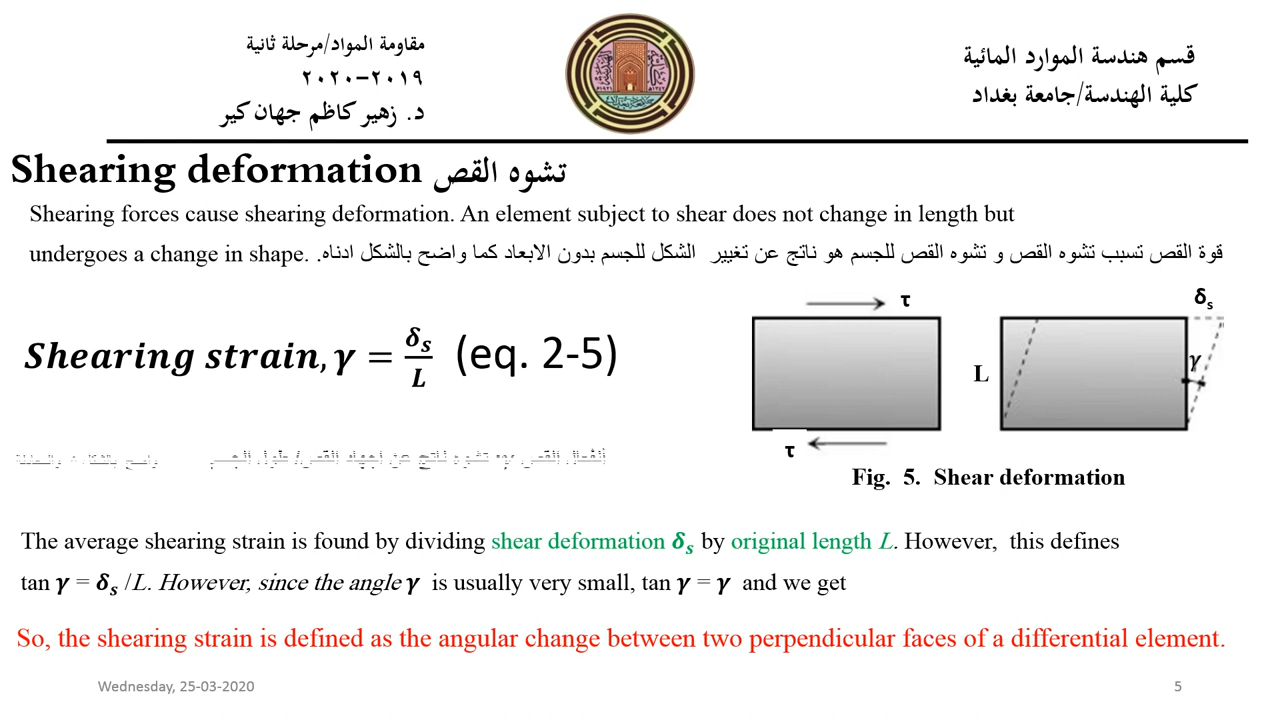 قسم هندسة الموارد المائية
كلية الهندسة/جامعة بغداد
مقاومة المواد/مرحلة ثانية
٢٠١٩-٢٠٢٠
د. زهير كاظم جهان كير
Shearing deformation تشوه القص
Shearing forces cause shearing deformation. An element subject to shear does not change in length but
undergoes a change in shape. قوة القص تسبب تشوه القص و تشوه القص للجسم هو ناتج عن تغيير الشكل للجسم بدون الابعاد كما واضح بالشكل ادناه.
Shearing strain, γ = δs/L (eq. 2-5)
τ
τ
L
δs
γ
Fig. 5. Shear deformation
The average shearing strain is found by dividing shear deformation δs by original length L. However, this defines
tan γ = δs /L. However, since the angle γ is usually very small, tan γ = γ and we get
So, the shearing strain is defined as the angular change between two perpendicular faces of a differential element.
Wednesday, 25-03-2020
5